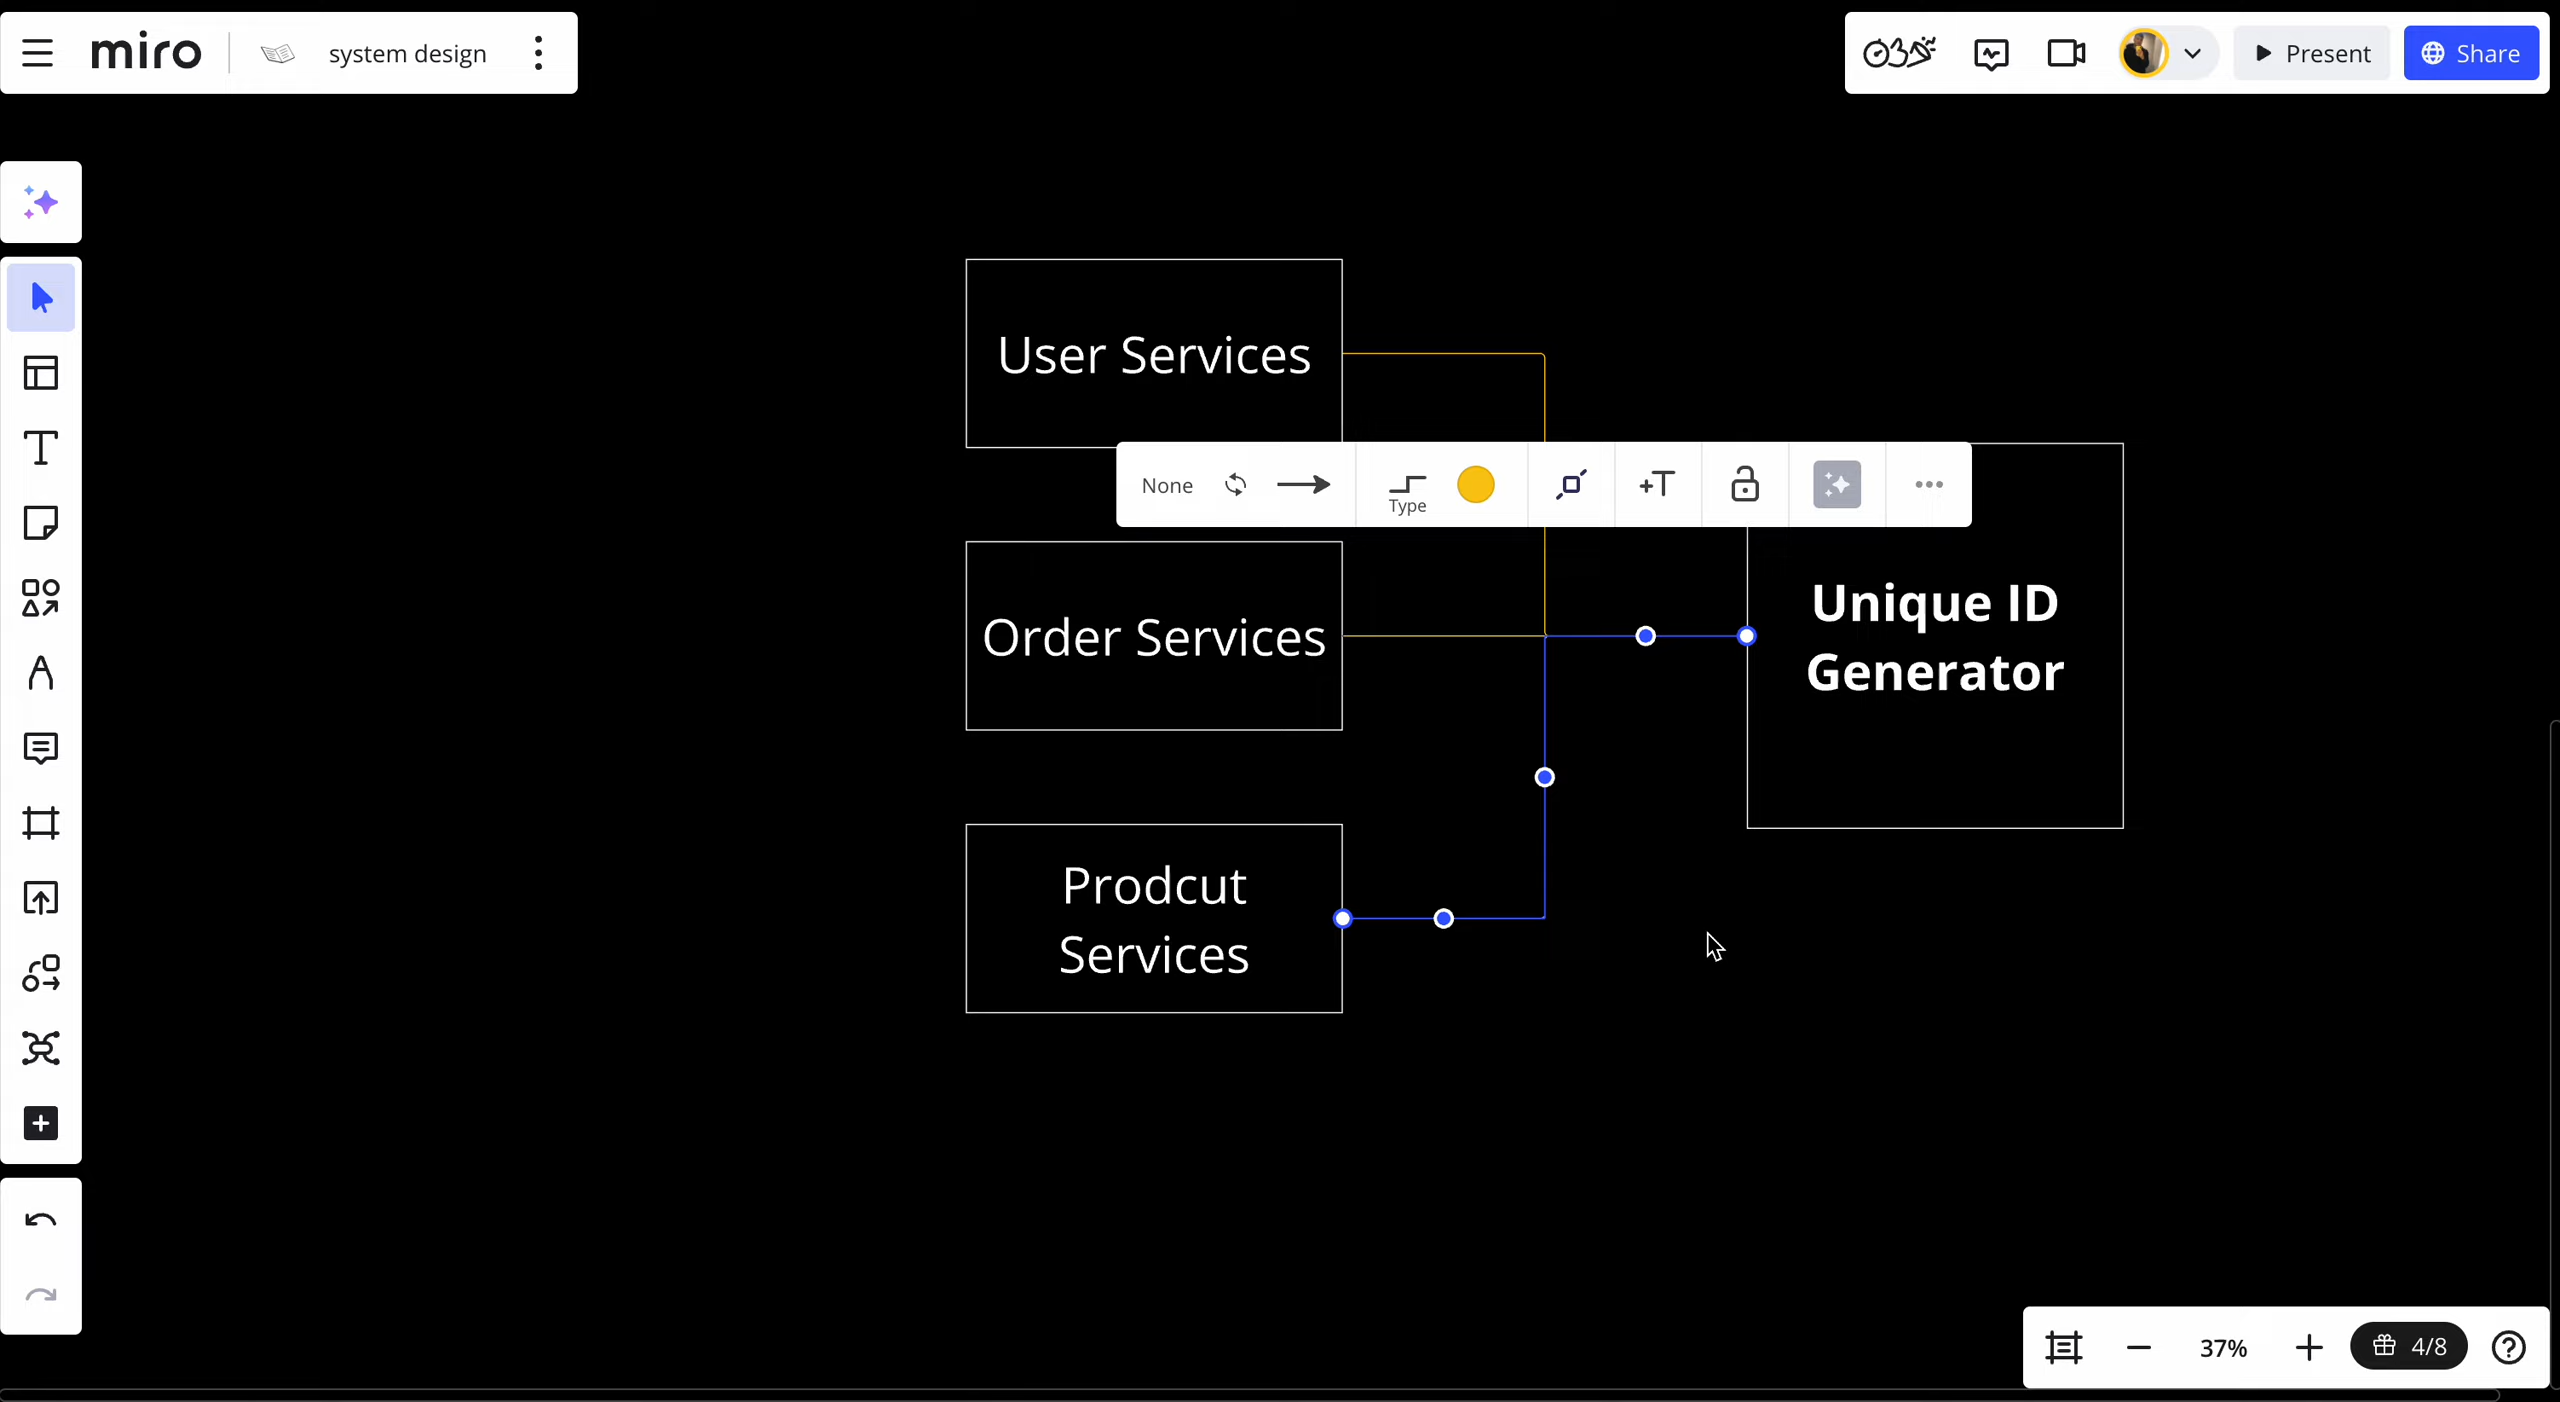 miro
system design
Present
Share
User Services
None
Type
+T
Order Services
Unique ID
Generator
Prodcut
Services
37%
4/8